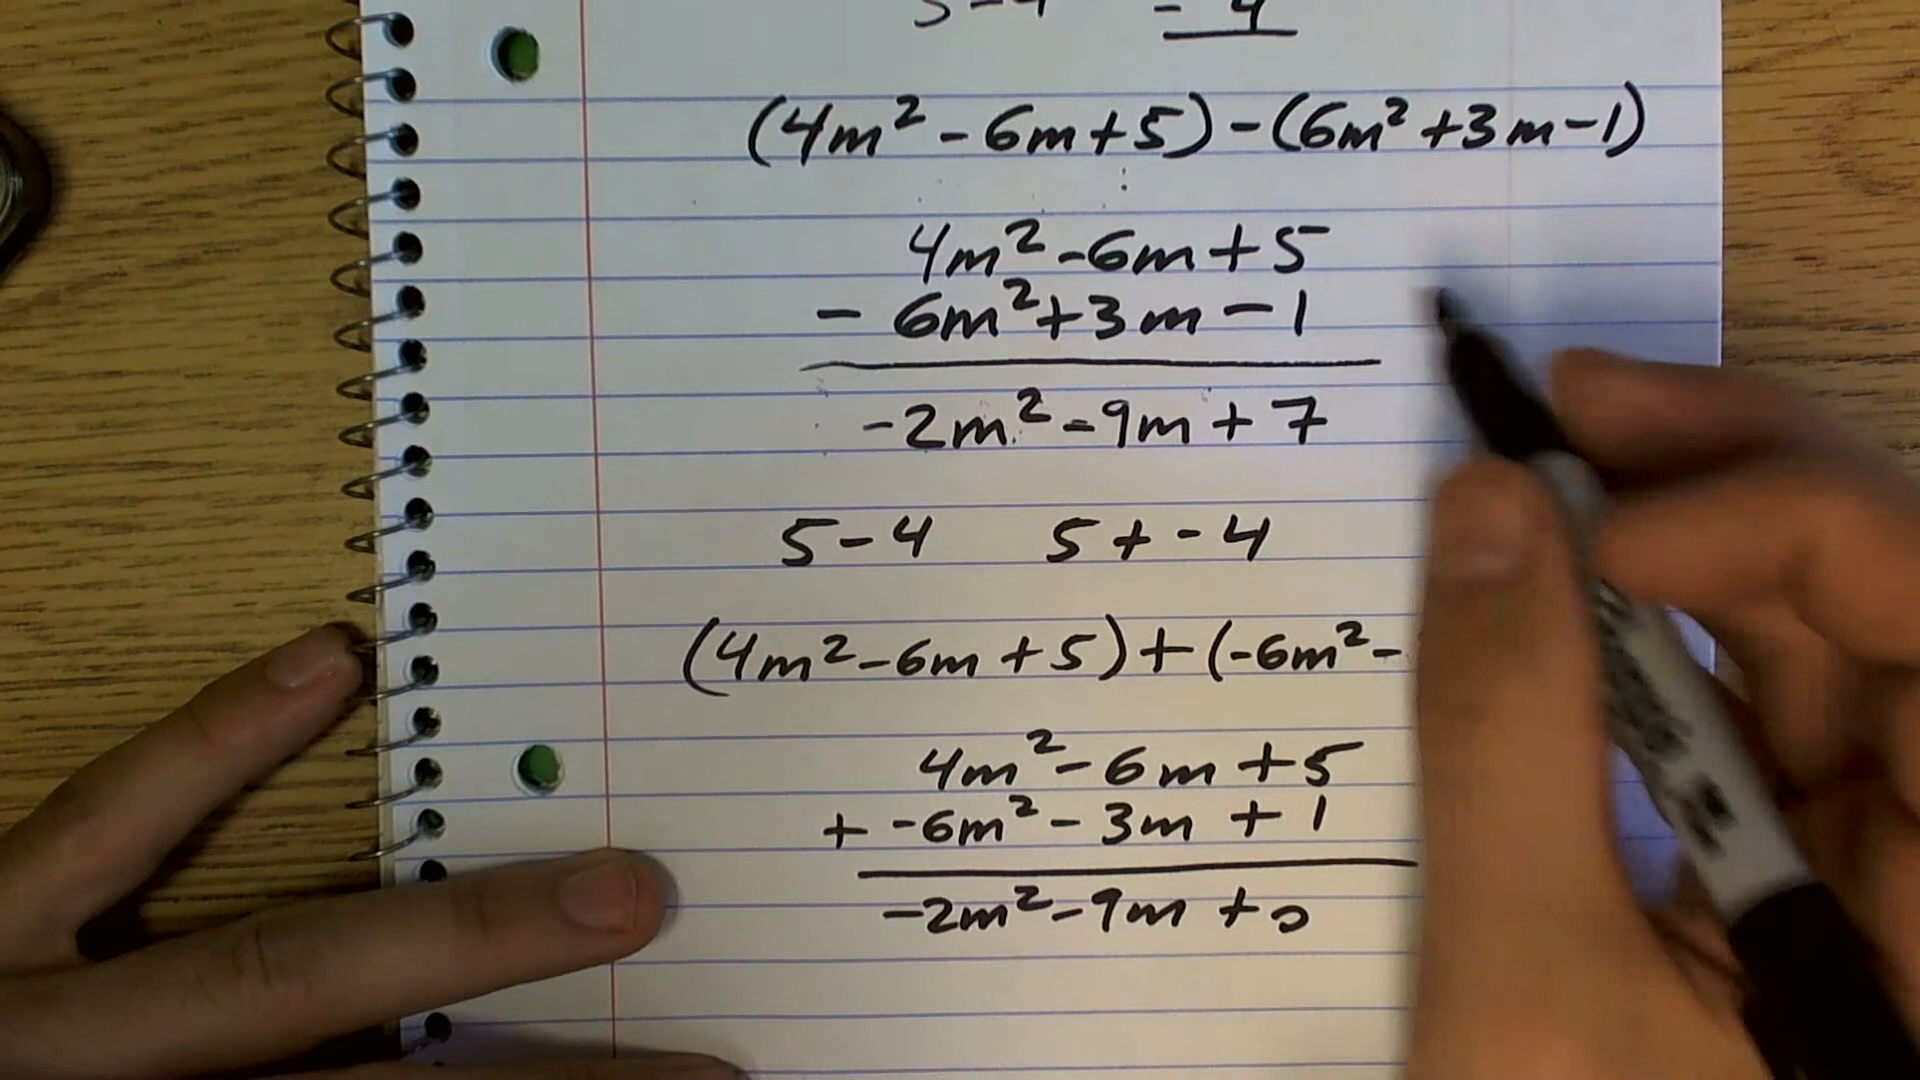 - 4
(4m² - 6m + 5) - (6m² + 3m - 1)
4m² - 6m + 5
- 6m² + 3m - 1
-2m² - 9m + 7
5 - 4 5 + - 4
(4m² - 6m + 5) + (-6m² -
4m² - 6m + 5
+ -6m² - 3m + 1
-2m² - 9m + 0